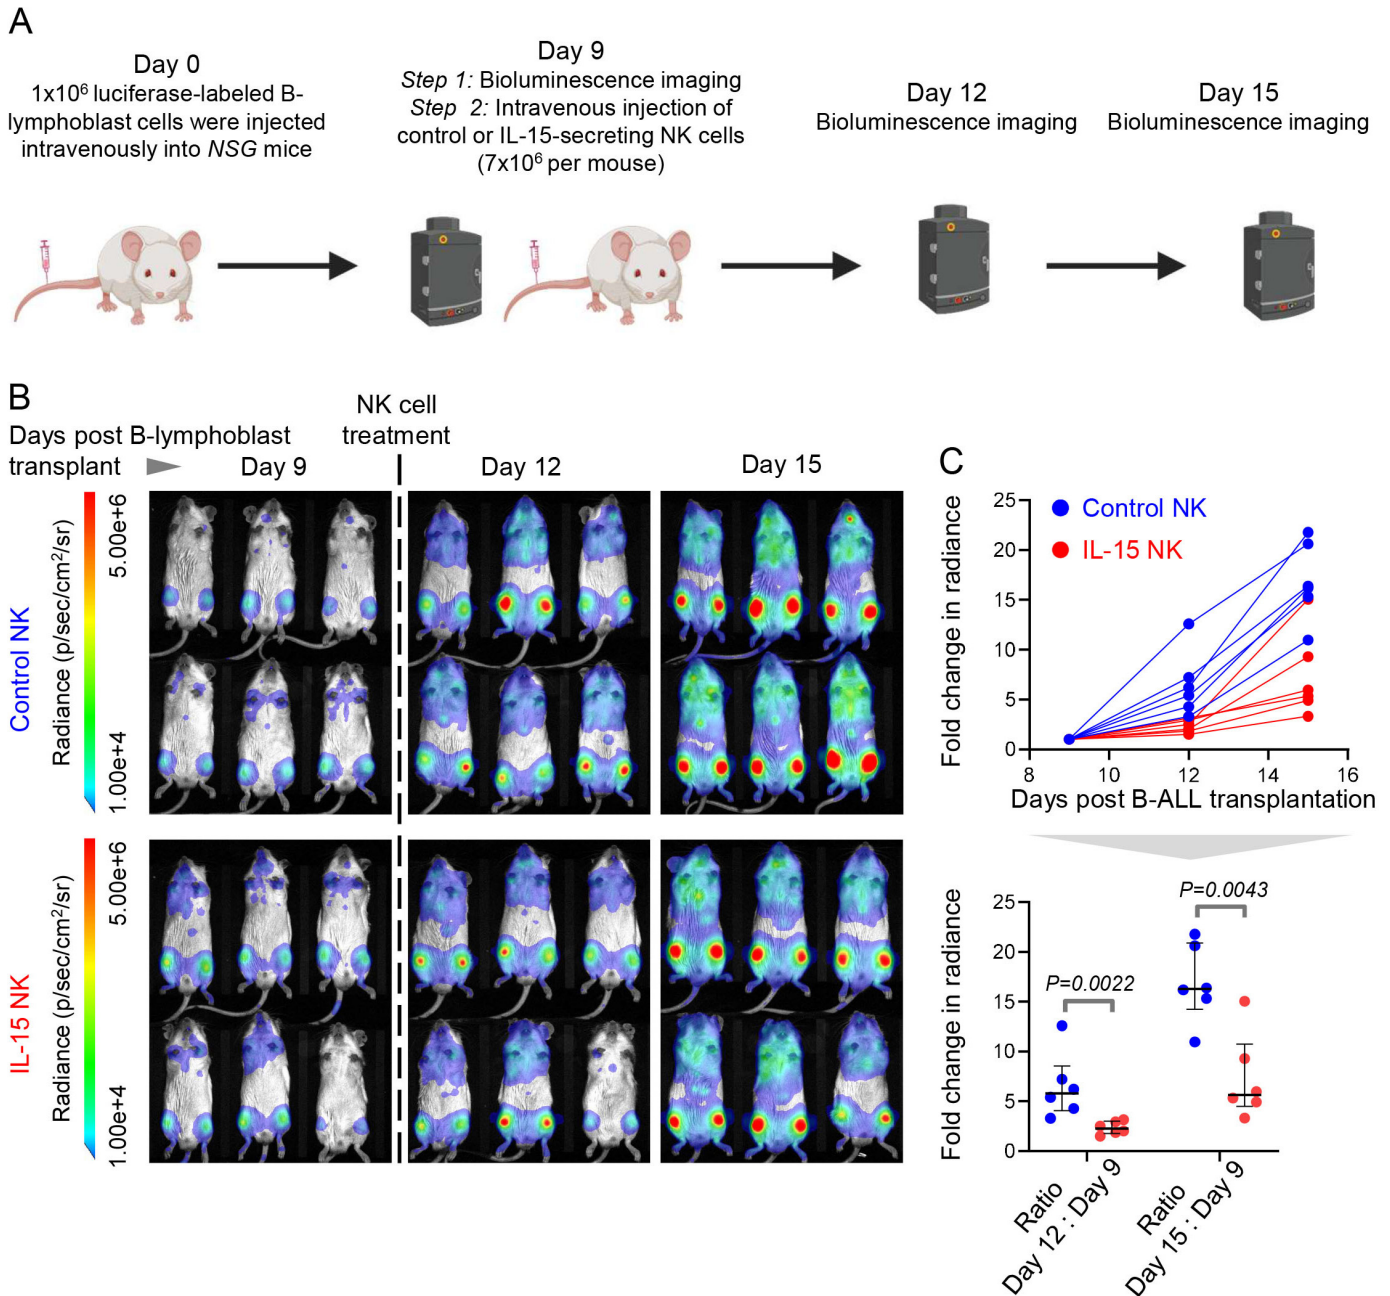 A
Day 0
1x10⁶ luciferase-labeled B-
lymphoblast cells were injected
intravenously into NSG mice
Day 9
Step 1: Bioluminescence imaging
Step 2: Intravenous injection of
control or IL-15-secreting NK cells
(7x10⁶ per mouse)
Day 12
Bioluminescence imaging
Day 15
Bioluminescence imaging
B
Days post B-lymphoblast
transplant
NK cell
treatment
Day 9
Day 12
Day 15
Control NK
Radiance (p/sec/cm²/sr)
5.00e+6
1.00e+4
IL-15 NK
Radiance (p/sec/cm²/sr)
5.00e+6
1.00e+4
C
Fold change in radiance
25
20
15
10
5
0
Control NK
IL-15 NK
8 10 12 14 16
Days post B-ALL transplantation
Fold change in radiance
25
20
15
10
5
0
P=0.0022
P=0.0043
Ratio
Day 12 : Day 9
Ratio
Day 15 : Day 9